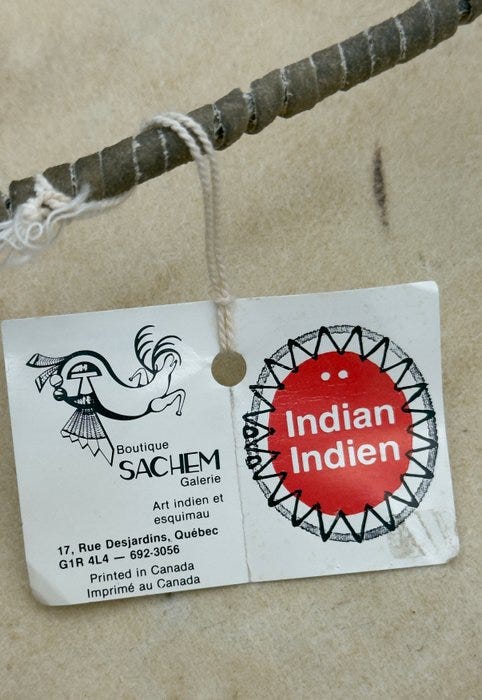 Boutique
SACHEM
Galerie
Art indien et
esquimau
17, Rue Desjardins, Québec
G1R 4L4 — 692-3056
Printed in Canada
Imprimé au Canada
Indian
Indien